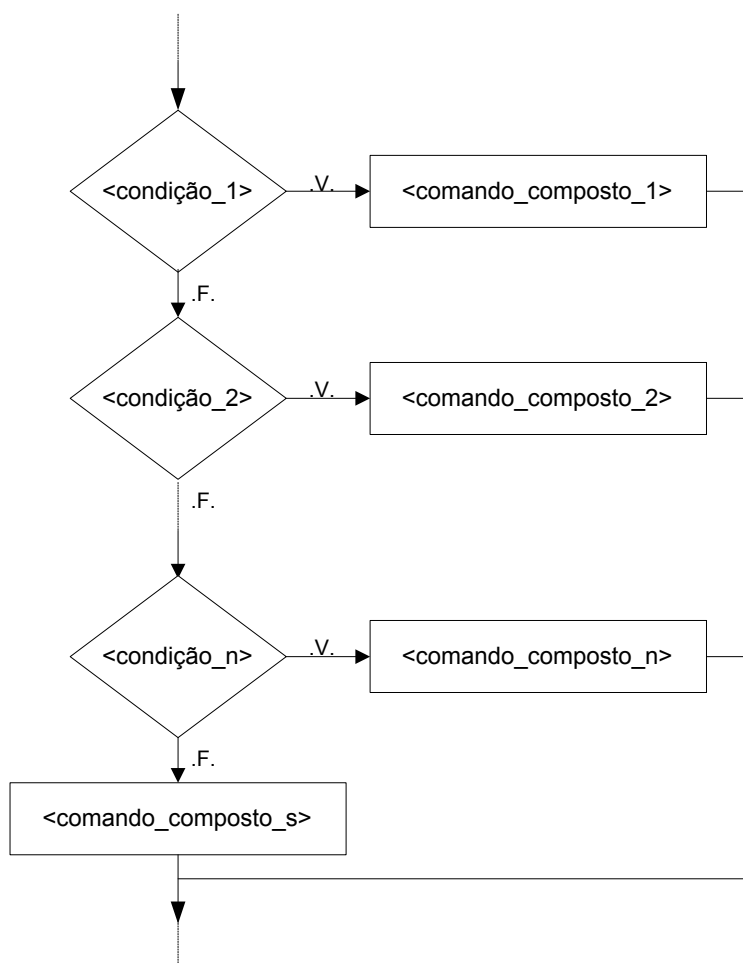 <condição_1>
.V.
<comando_composto_1>
.F.
<condição_2>
.V.
<comando_composto_2>
.F.
<condição_n>
.V.
<comando_composto_n>
.F.
<comando_composto_s>